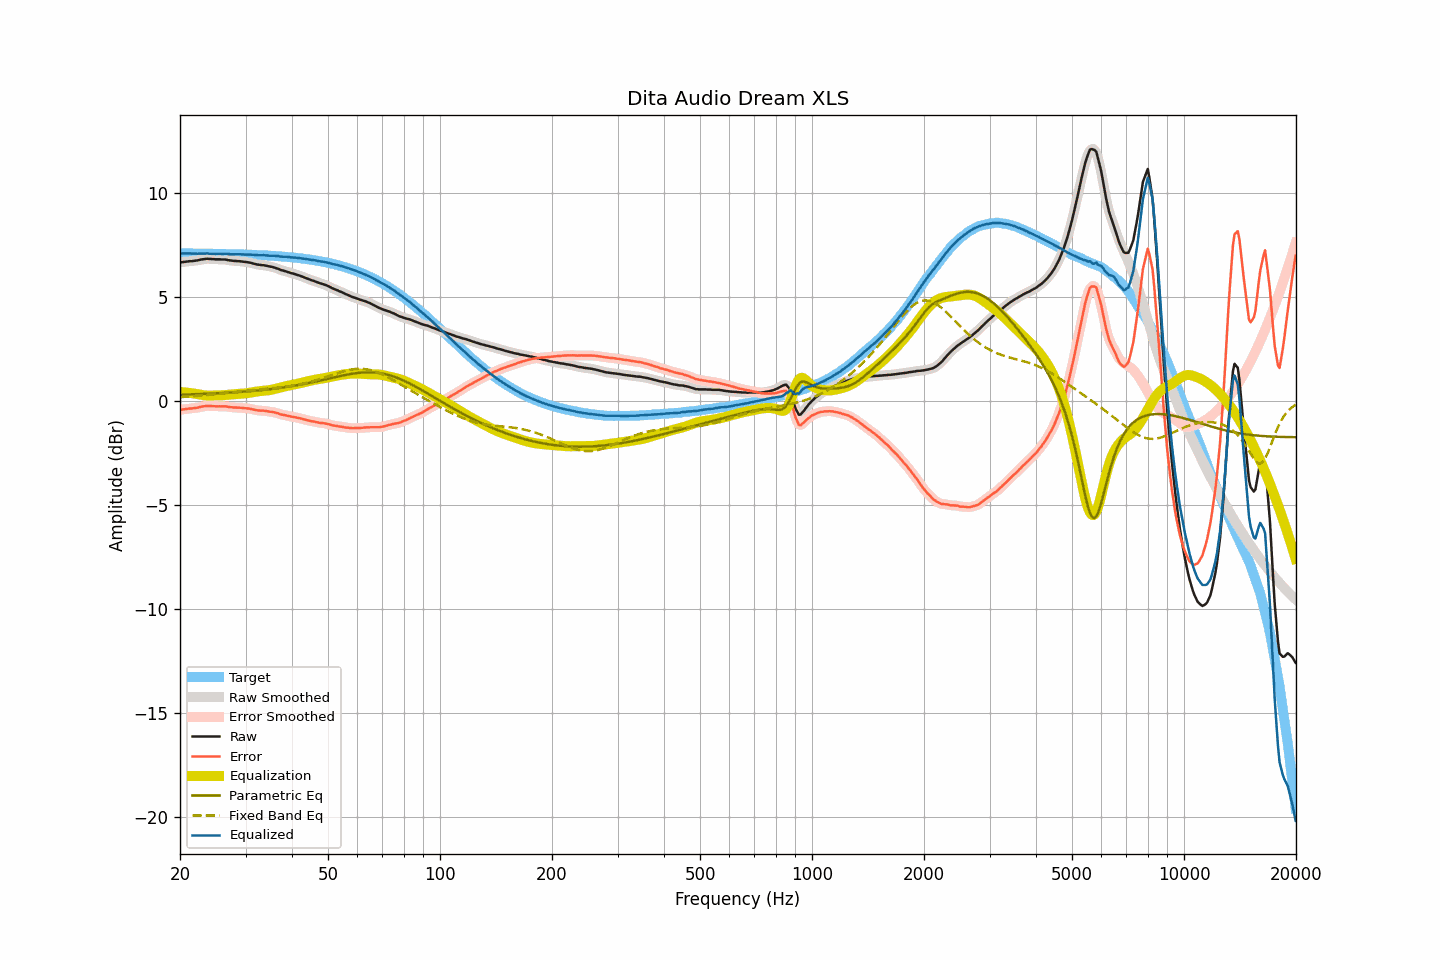 Dita Audio Dream XLS
10
5
0
−5
−10
−15
−20
Amplitude (dBr)
Target
Raw Smoothed
Error Smoothed
Raw
Error
Equalization
Parametric Eq
Fixed Band Eq
Equalized
20 50 100 200 500 1000 2000 5000 10000 20000
Frequency (Hz)